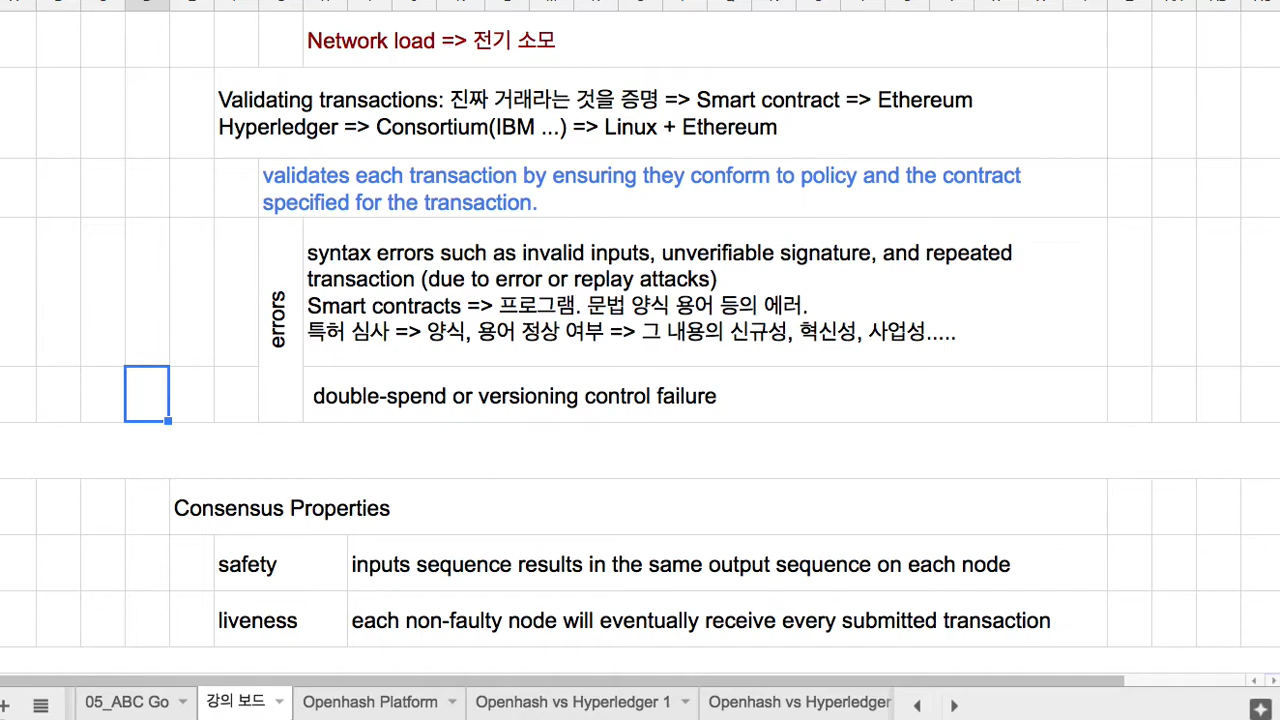 Network load => 전기 소모
Validating transactions: 진짜 거래라는 것을 증명 => Smart contract => Ethereum
Hyperledger => Consortium(IBM ...) => Linux + Ethereum
validates each transaction by ensuring they conform to policy and the contract
specified for the transaction.
errors
syntax errors such as invalid inputs, unverifiable signature, and repeated
transaction (due to error or replay attacks)
Smart contracts => 프로그램. 문법 양식 용어 등의 에러.
특허 심사 => 양식, 용어 정상 여부 => 그 내용의 신규성, 혁신성, 사업성.....
double-spend or versioning control failure
Consensus Properties
safety inputs sequence results in the same output sequence on each node
liveness each non-faulty node will eventually receive every submitted transaction
05_ABC Go 강의 보드 Openhash Platform Openhash vs Hyperledger 1 Openhash vs Hyperledger